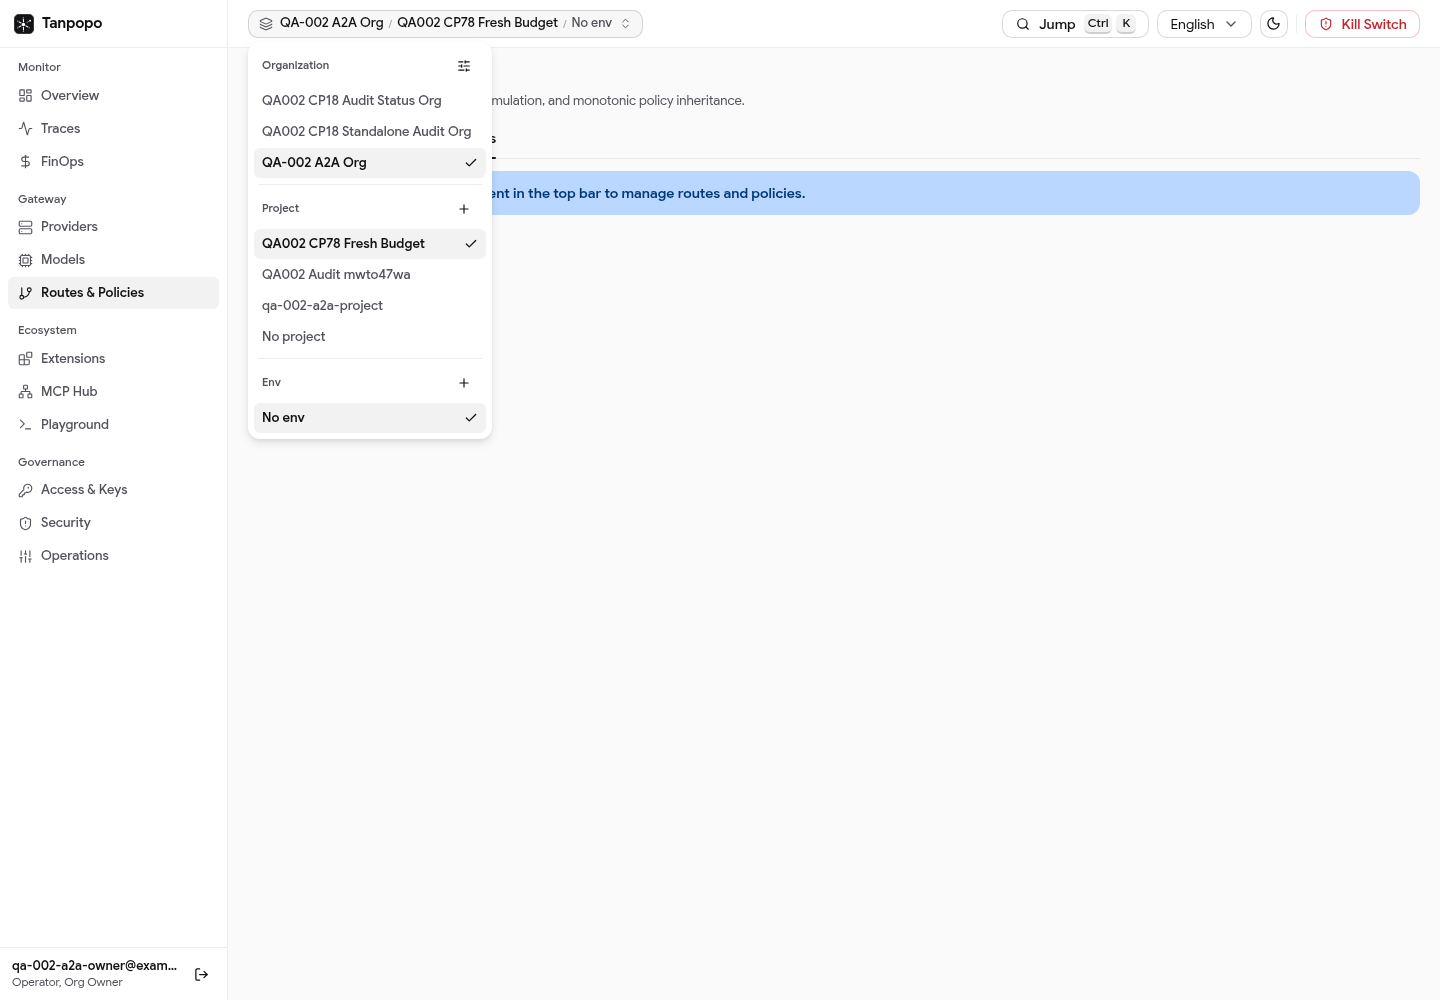 Tanpopo
QA-002 A2A Org / QA002 CP78 Fresh Budget / No env
Jump Ctrl K
English
Kill Switch
Monitor
Overview
Traces
FinOps
Gateway
Providers
Models
Routes & Policies
Ecosystem
Extensions
MCP Hub
Playground
Governance
Access & Keys
Security
Operations
qa-002-a2a-owner@exam...
Operator, Org Owner
Organization
QA002 CP18 Audit Status Org
QA002 CP18 Standalone Audit Org
QA-002 A2A Org
Project
QA002 CP78 Fresh Budget
QA002 Audit mwto47wa
qa-002-a2a-project
No project
Env
No env
mulation, and monotonic policy inheritance.
s
ent in the top bar to manage routes and policies.